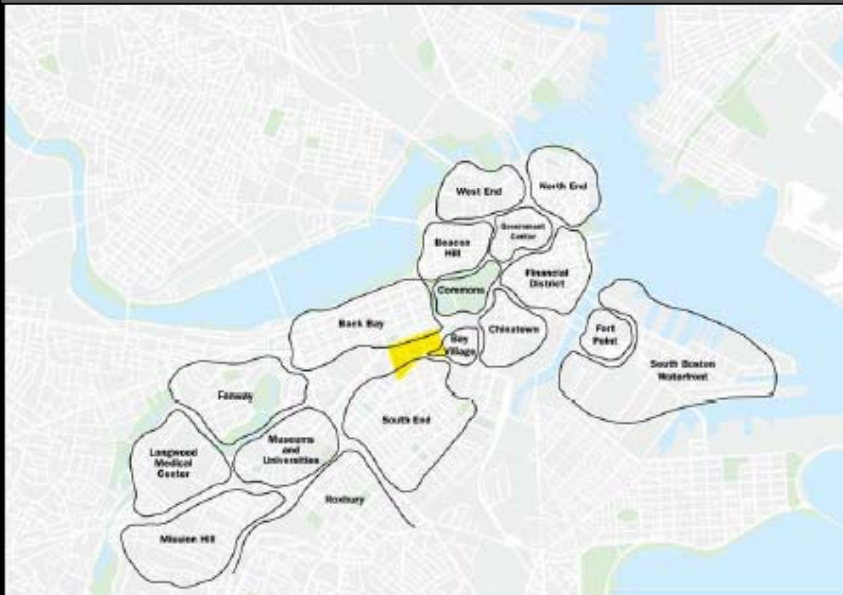 West End
North End
Government
Center
Beacon
Hill
Financial
District
Commons
Back Bay
Bay
Village
Chinatown
Fort
Point
South Boston
Waterfront
Fenway
South End
Museums
and
Universities
Longwood
Medical
Center
Roxbury
Mission Hill